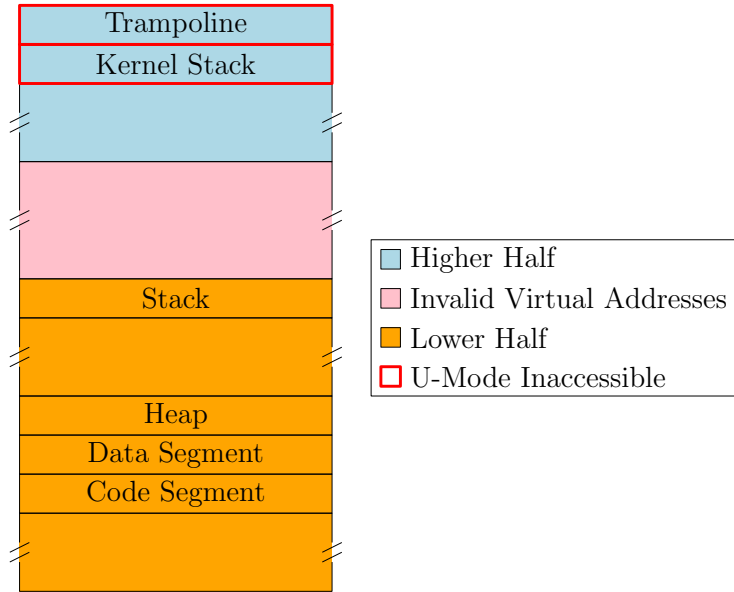 Trampoline
Kernel Stack
Stack
Heap
Data Segment
Code Segment
Higher Half
Invalid Virtual Addresses
Lower Half
U-Mode Inaccessible